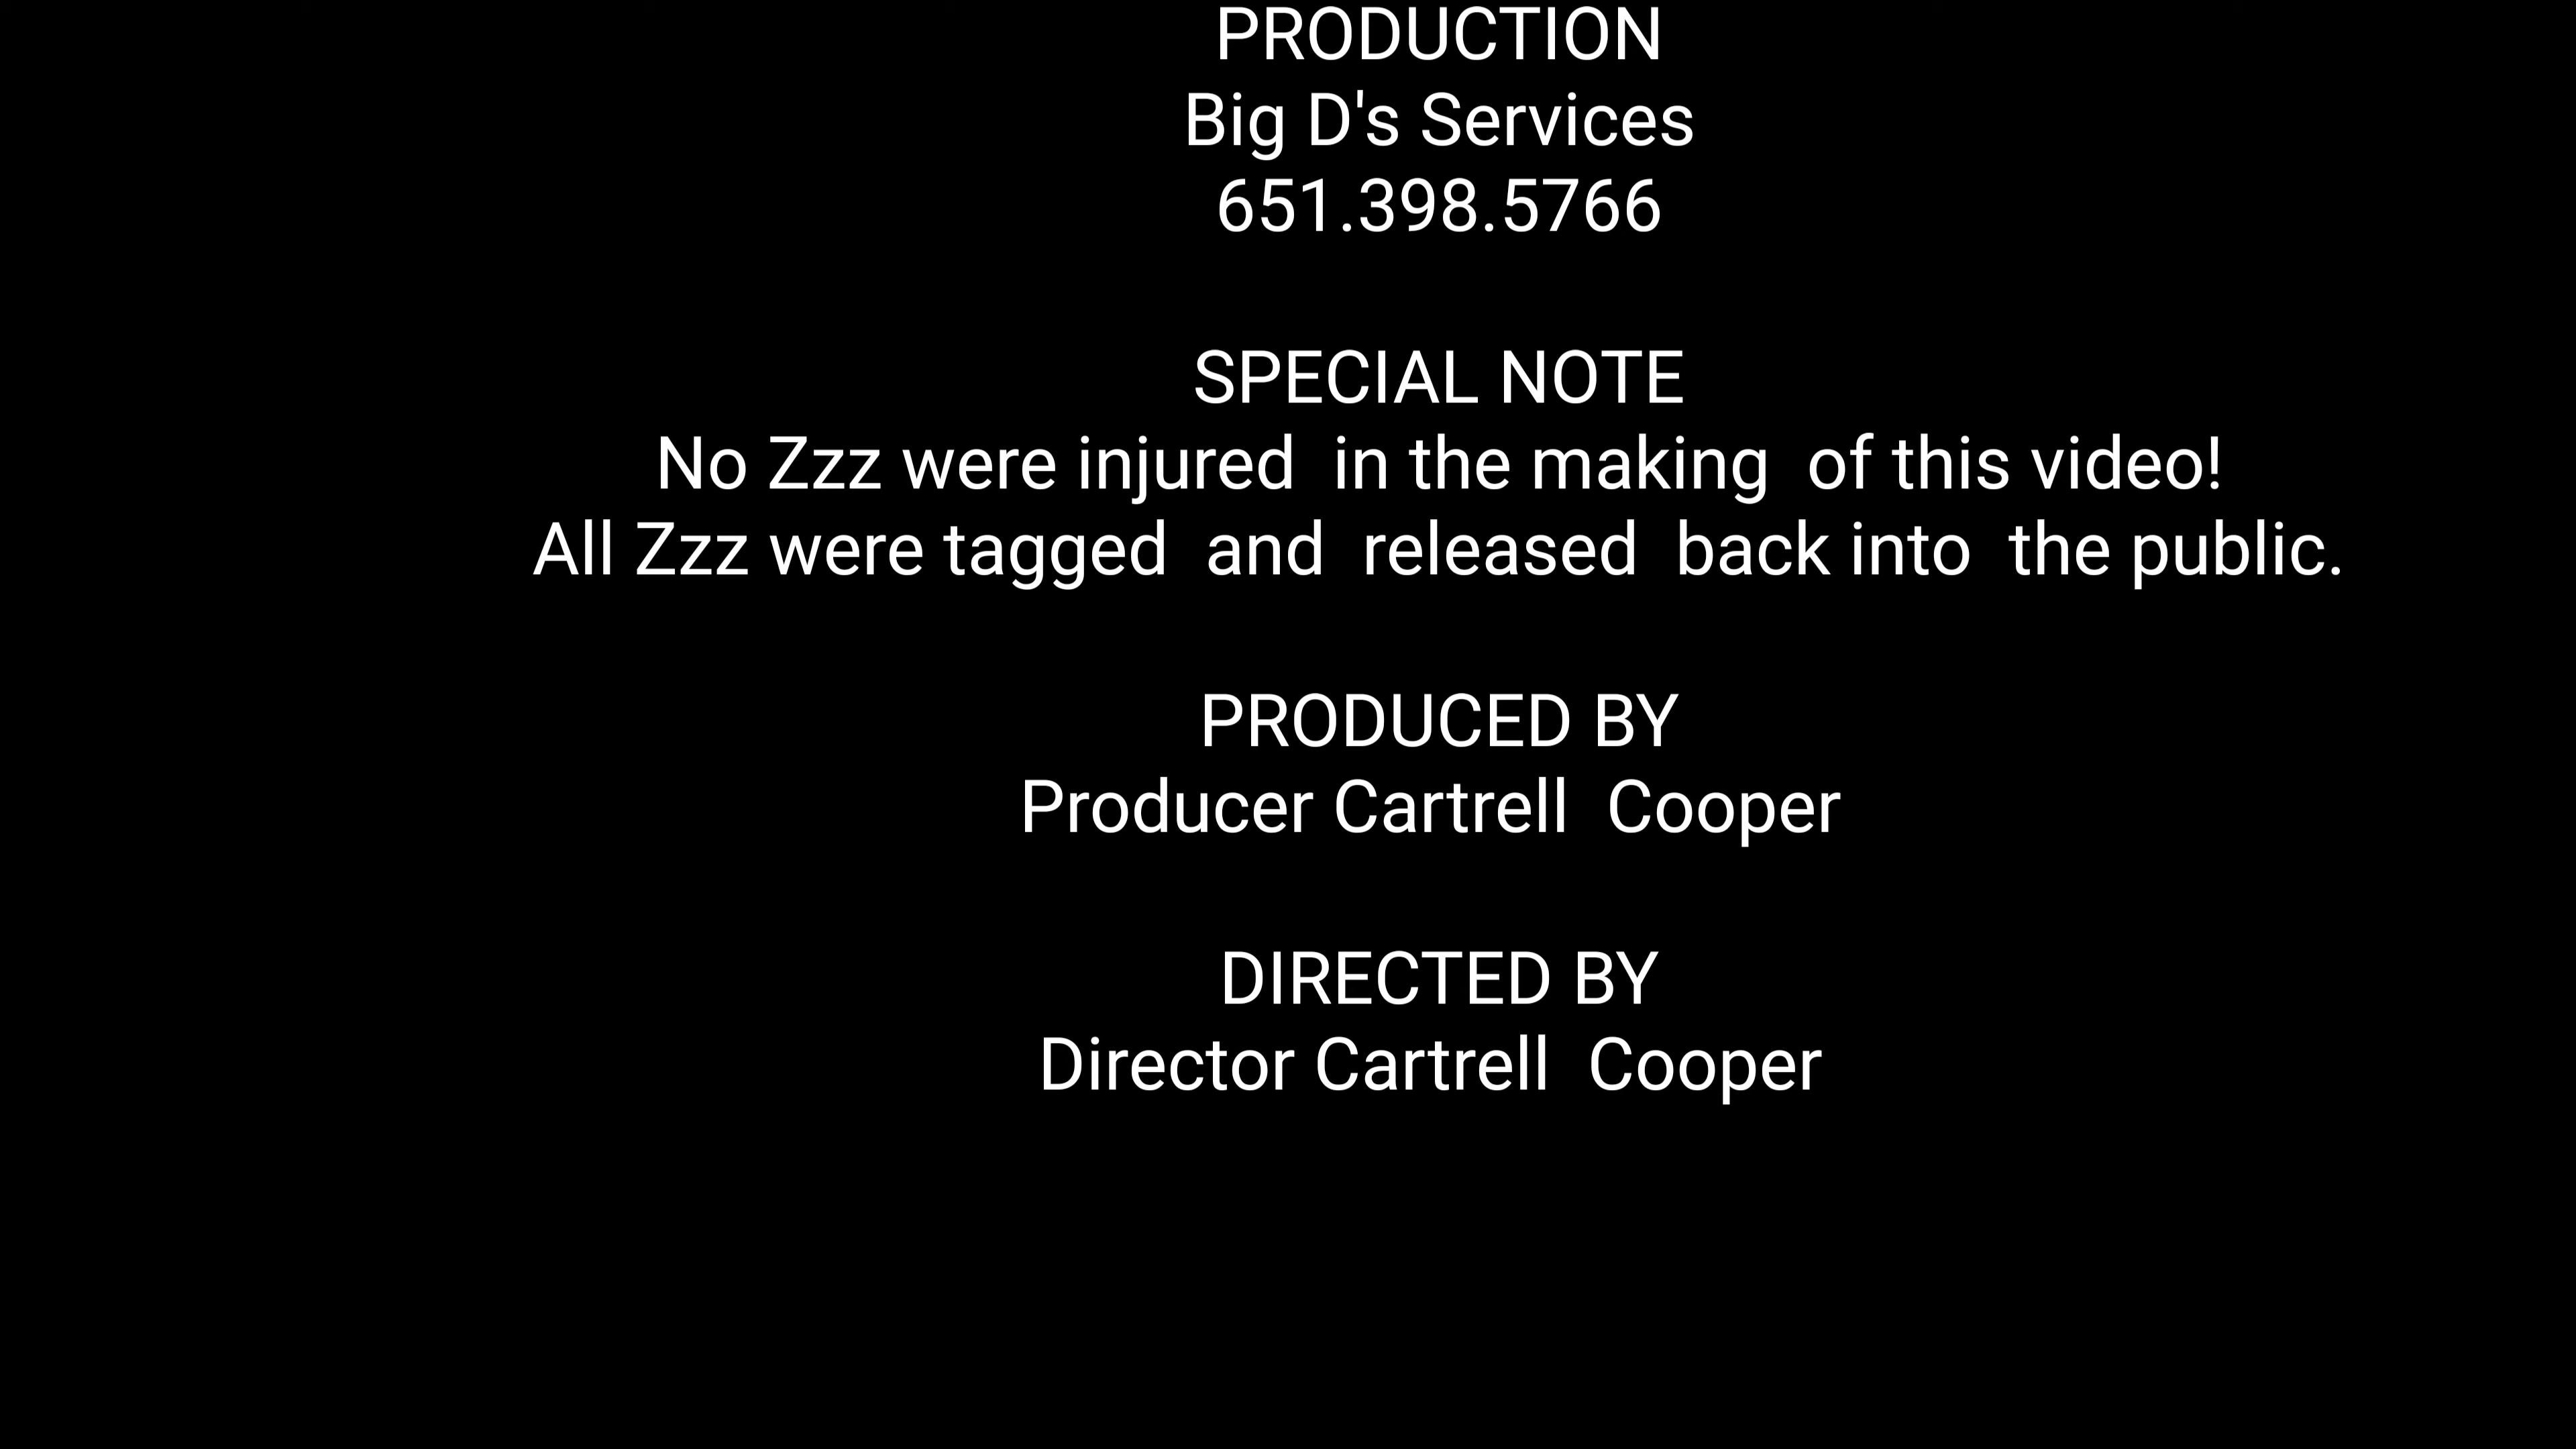 PRODUCTION
Big D's Services
651.398.5766
SPECIAL NOTE
No Zzz were injured  in the making  of this video!
All Zzz were tagged  and  released  back into  the public.
PRODUCED BY
Producer Cartrell  Cooper
DIRECTED BY
Director Cartrell  Cooper